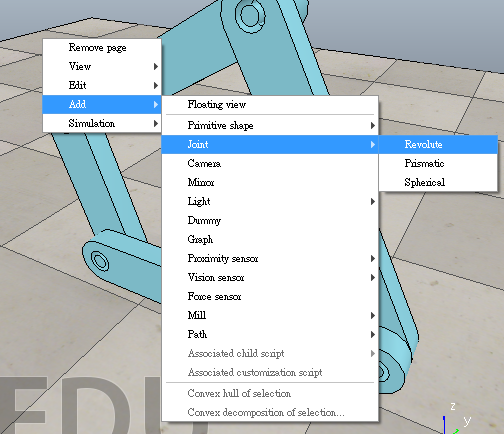 Remove page
View
Edit
Add
Simulation
Floating view
Primitive shape
Joint
Camera
Mirror
Light
Dummy
Graph
Proximity sensor
Vision sensor
Force sensor
Mill
Path
Associated child script
Associated customization script
Convex hull of selection
Convex decomposition of selection...
Revolute
Prismatic
Spherical
EDU
z
y